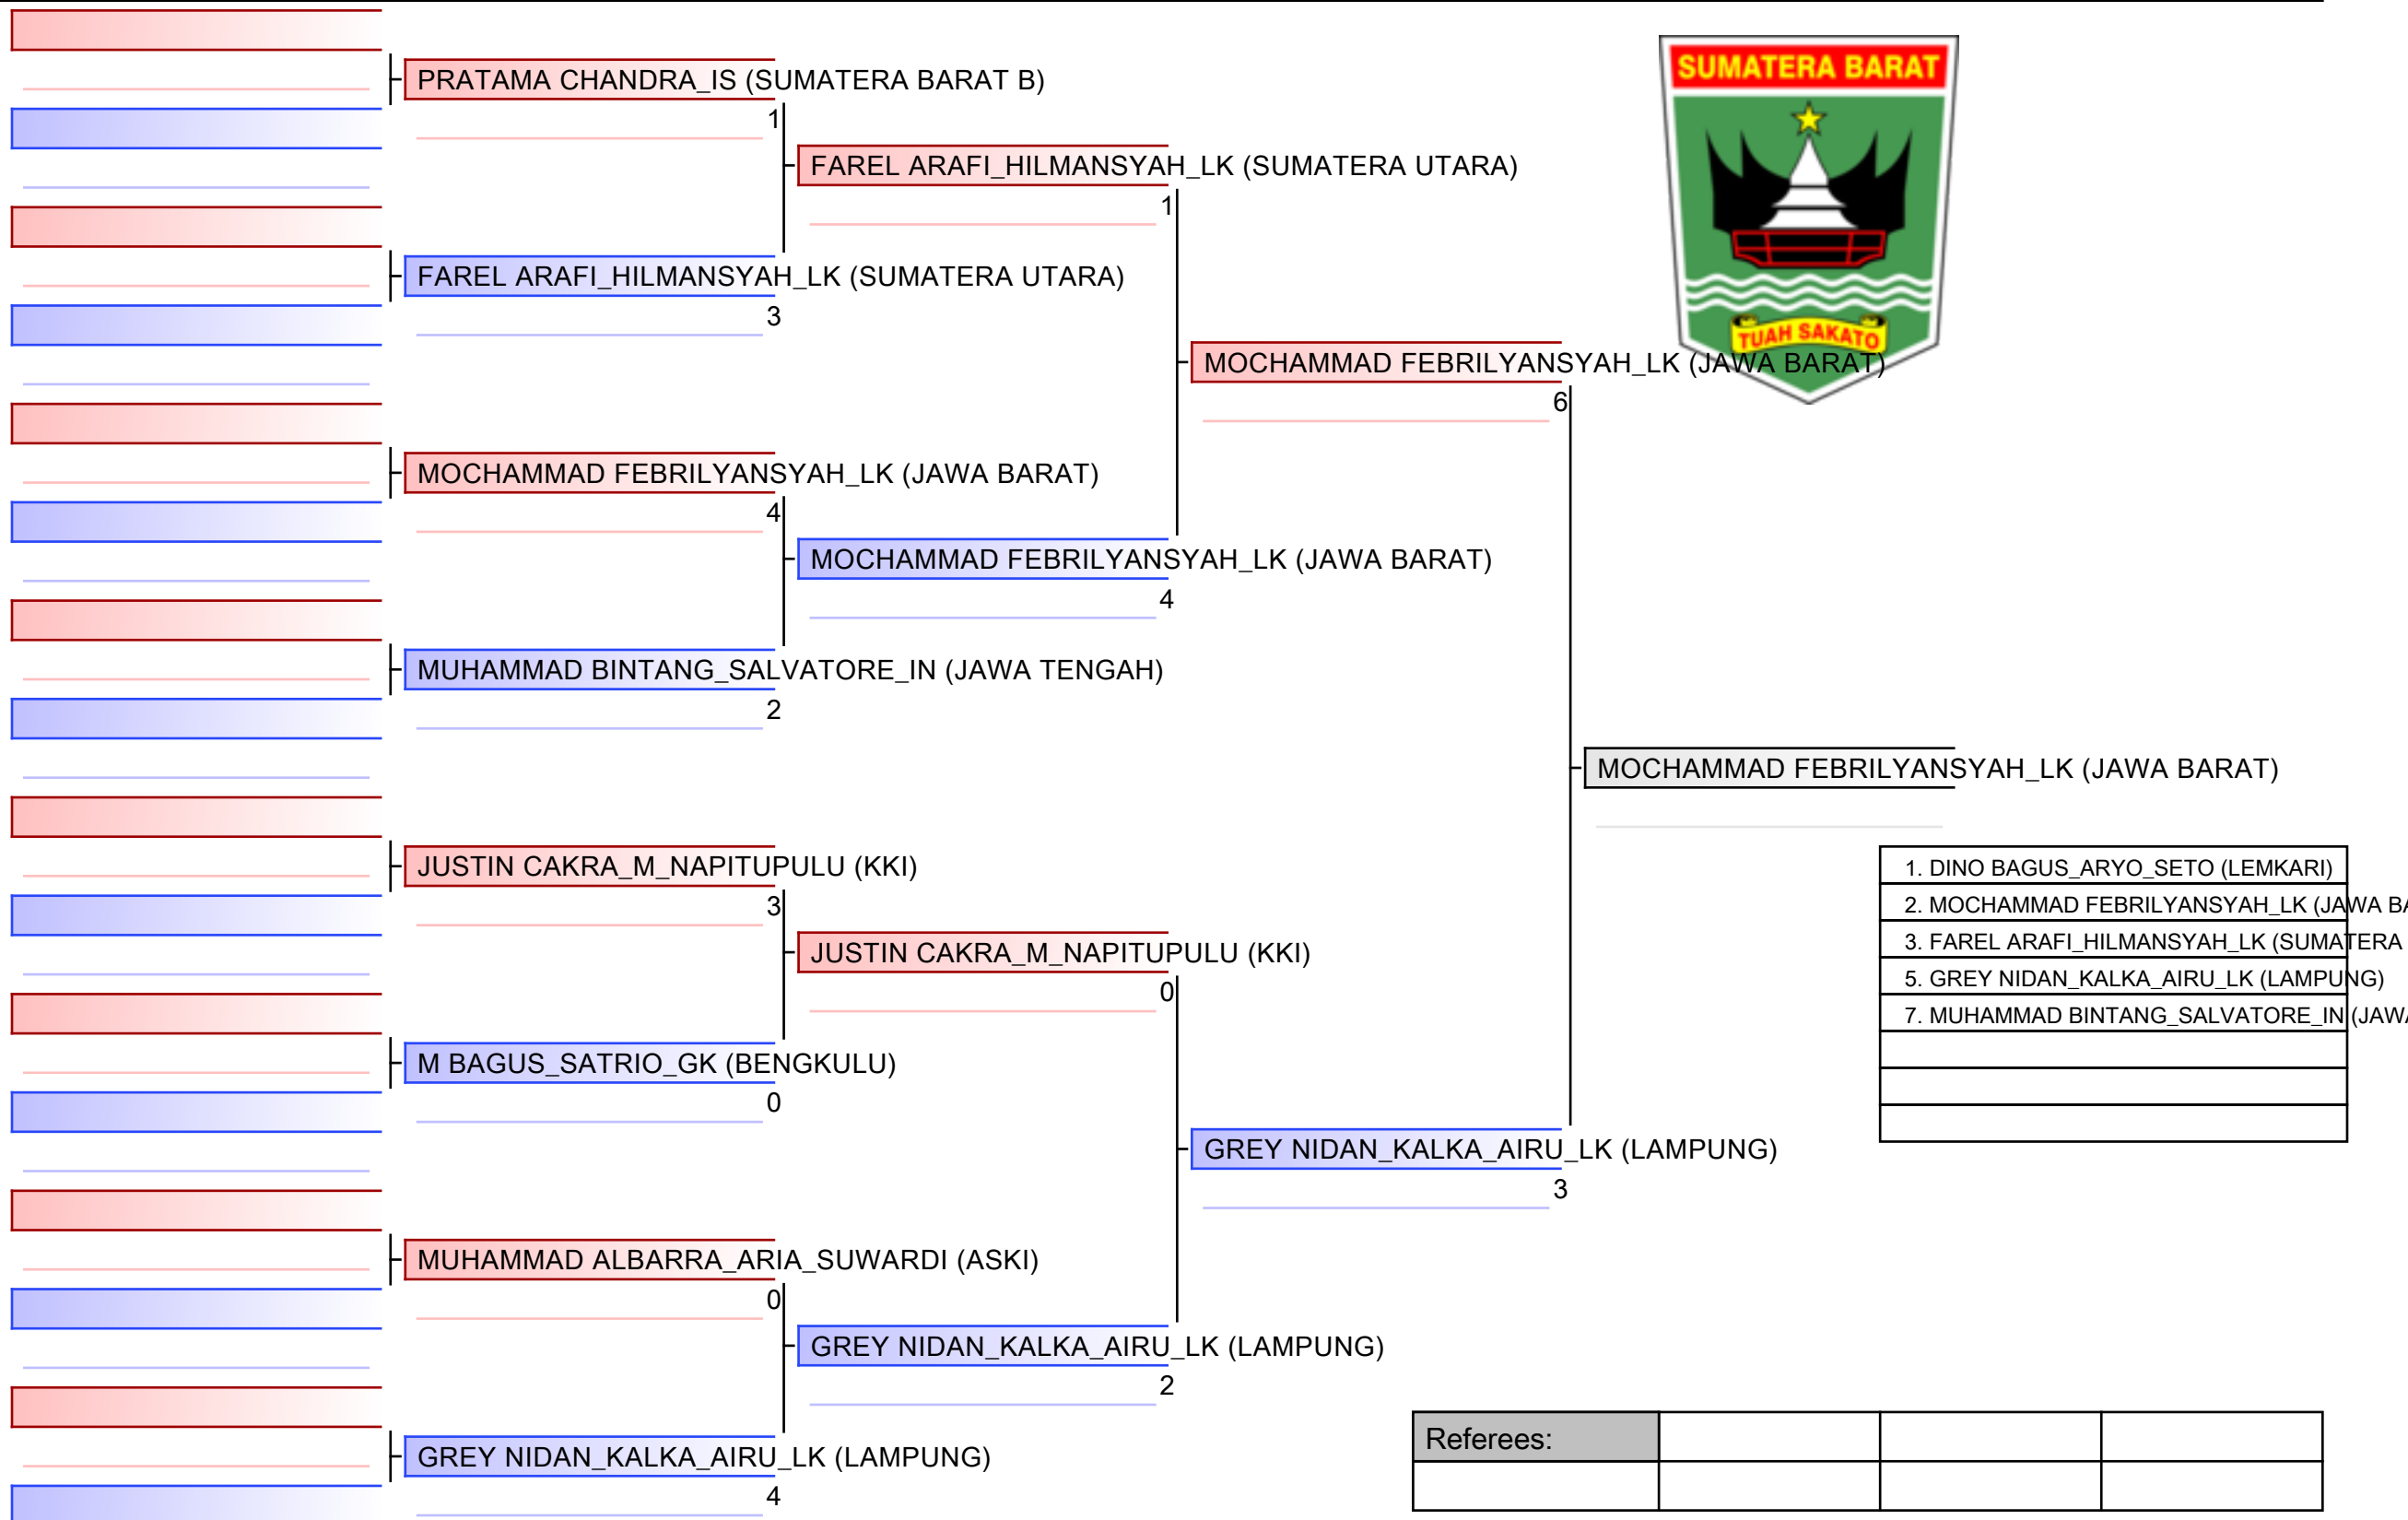 SUMATERA BARAT
TUAH SAKATO
PRATAMA CHANDRA_IS (SUMATERA BARAT B)
1
FAREL ARAFI_HILMANSYAH_LK (SUMATERA UTARA)
1
FAREL ARAFI_HILMANSYAH_LK (SUMATERA UTARA)
3
MOCHAMMAD FEBRILYANSYAH_LK (JAWA BARAT)
6
MOCHAMMAD FEBRILYANSYAH_LK (JAWA BARAT)
4
MOCHAMMAD FEBRILYANSYAH_LK (JAWA BARAT)
4
MUHAMMAD BINTANG_SALVATORE_IN (JAWA TENGAH)
2
MOCHAMMAD FEBRILYANSYAH_LK (JAWA BARAT)
JUSTIN CAKRA_M_NAPITUPULU (KKI)
3
JUSTIN CAKRA_M_NAPITUPULU (KKI)
0
M BAGUS_SATRIO_GK (BENGKULU)
0
GREY NIDAN_KALKA_AIRU_LK (LAMPUNG)
3
MUHAMMAD ALBARRA_ARIA_SUWARDI (ASKI)
0
GREY NIDAN_KALKA_AIRU_LK (LAMPUNG)
2
GREY NIDAN_KALKA_AIRU_LK (LAMPUNG)
4
1. DINO BAGUS_ARYO_SETO (LEMKARI)
2. MOCHAMMAD FEBRILYANSYAH_LK (JAWA BA
3. FAREL ARAFI_HILMANSYAH_LK (SUMATERA
5. GREY NIDAN_KALKA_AIRU_LK (LAMPUNG)
7. MUHAMMAD BINTANG_SALVATORE_IN (JAWA
Referees: